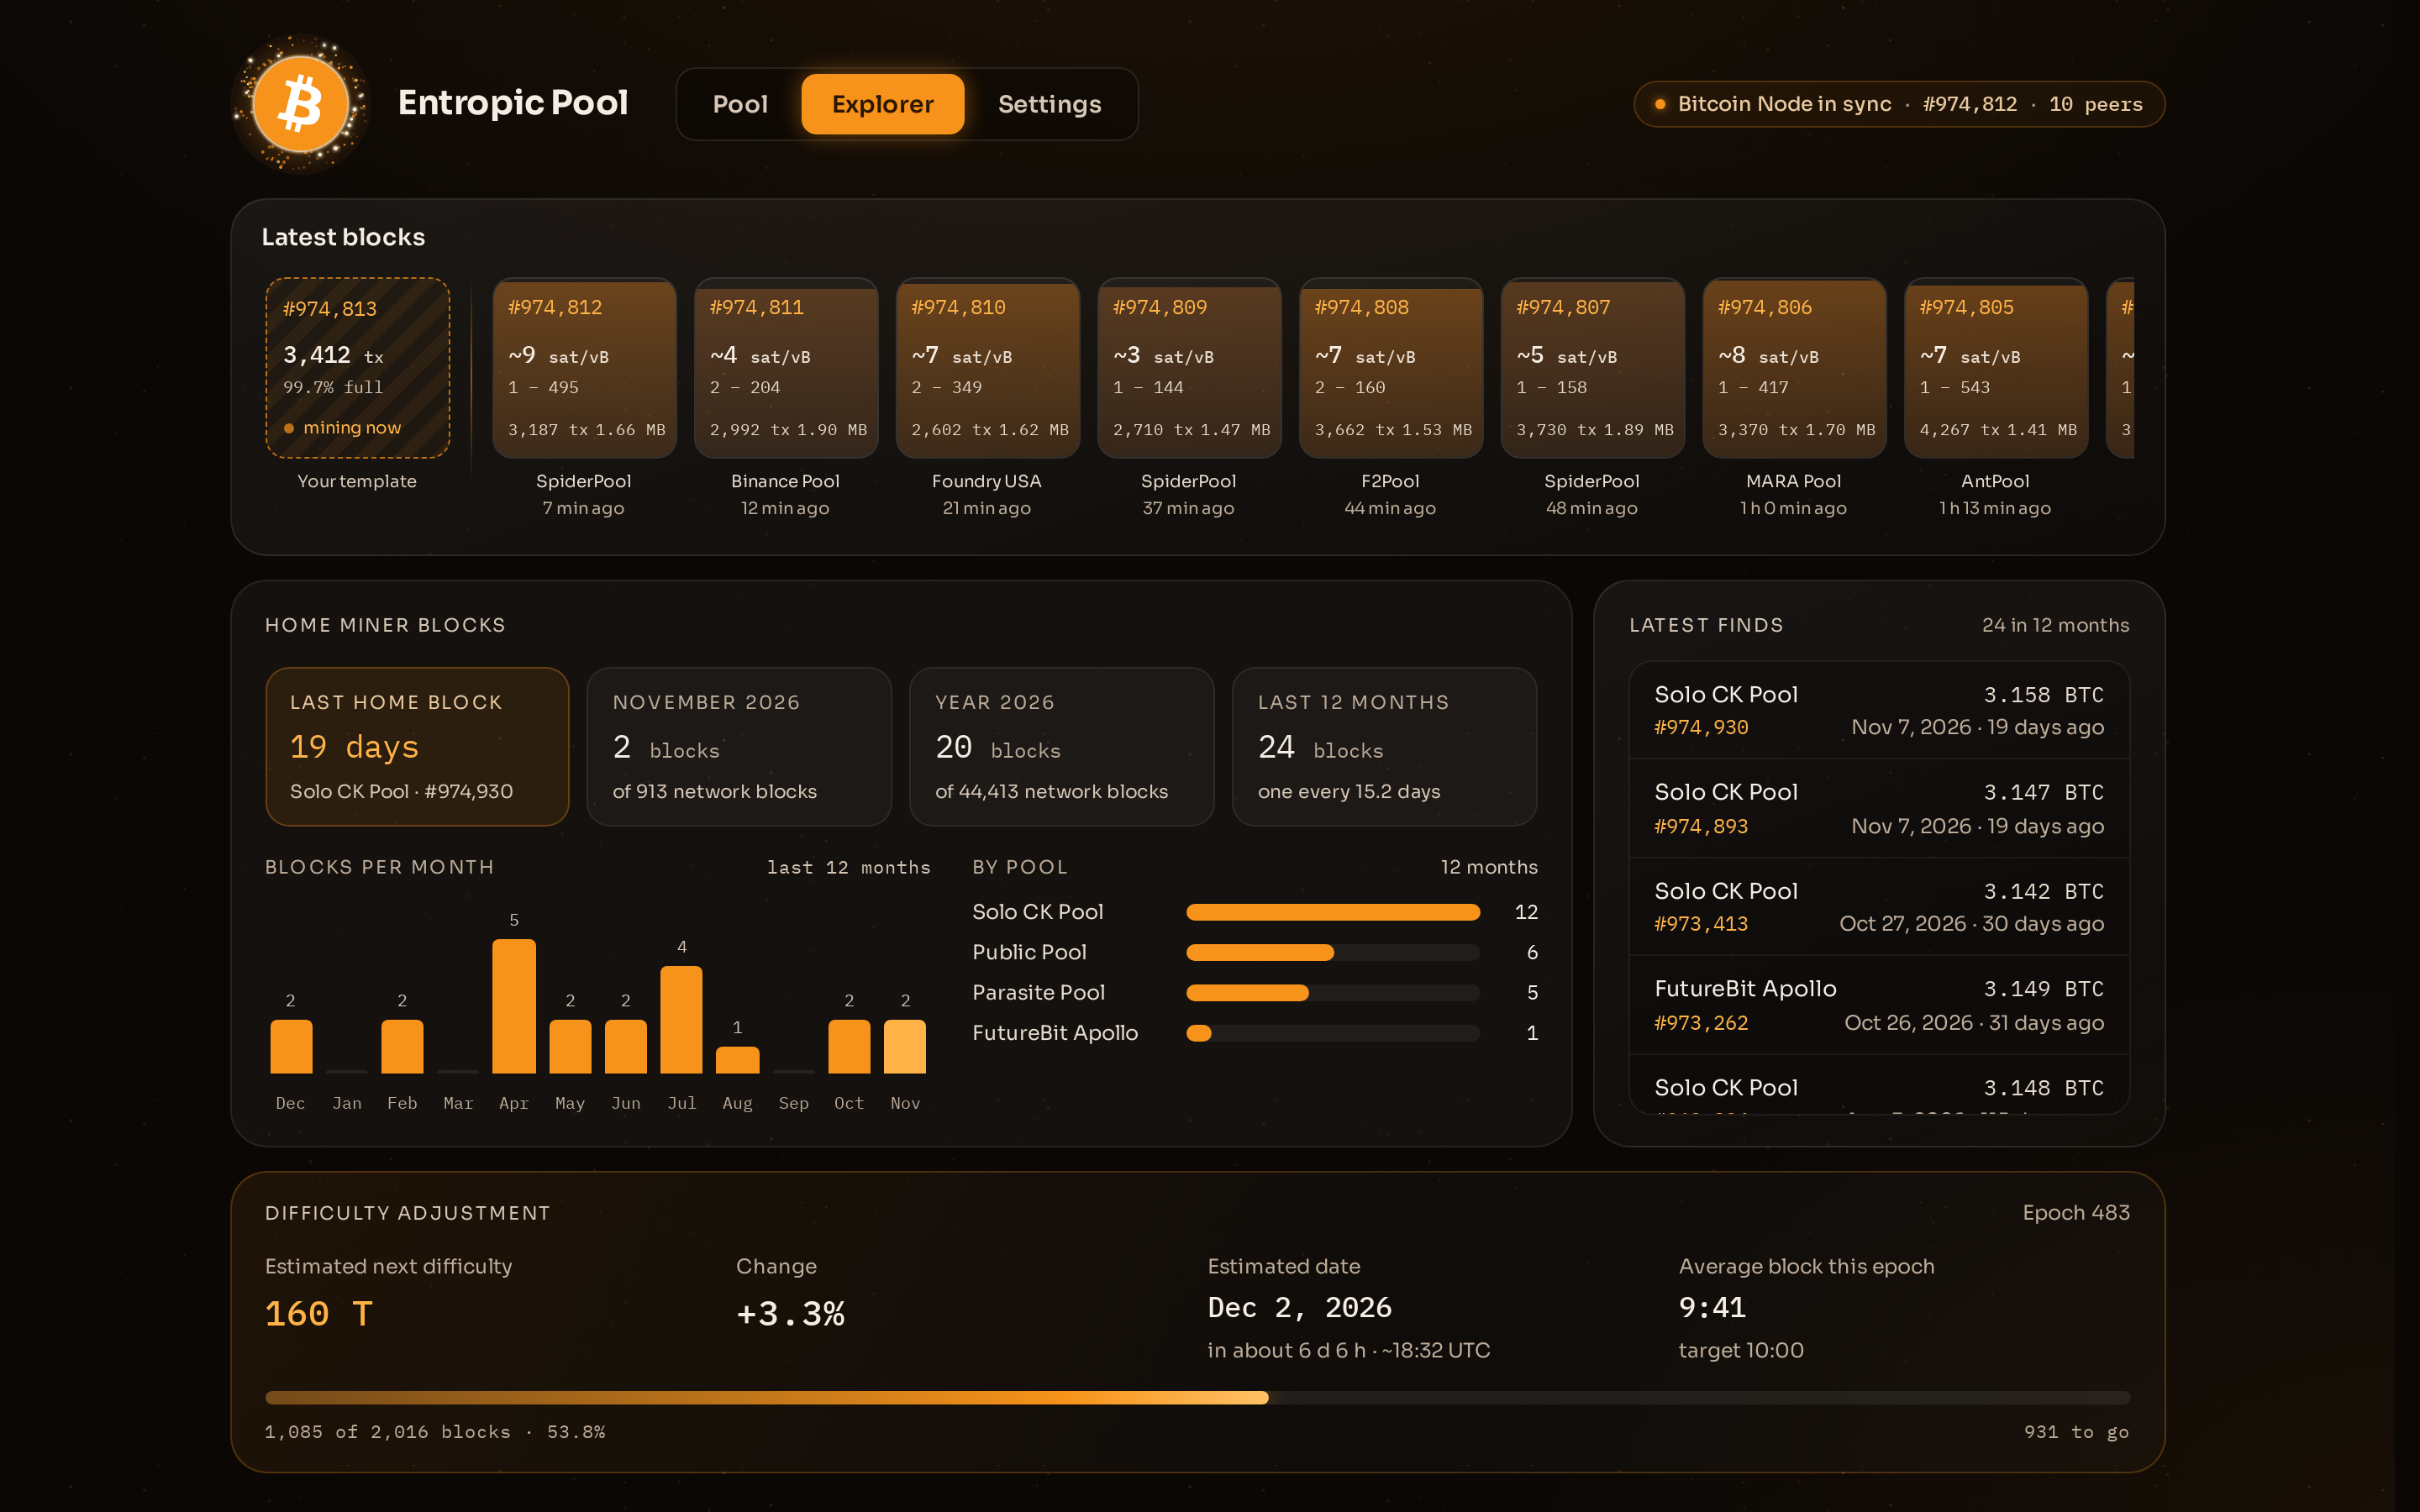 Entropic Pool
Pool
Explorer
Settings
Bitcoin Node in sync · #974,812 · 10 peers
Latest blocks
#974,813
3,412 tx
99.7% full
mining now
Your template
#974,812
~9 sat/vB
1 – 495
3,187 tx 1.66 MB
SpiderPool
7 min ago
#974,811
~4 sat/vB
2 – 204
2,992 tx 1.90 MB
Binance Pool
12 min ago
#974,810
~7 sat/vB
2 – 349
2,602 tx 1.62 MB
Foundry USA
21 min ago
#974,809
~3 sat/vB
1 – 144
2,710 tx 1.47 MB
SpiderPool
37 min ago
#974,808
~7 sat/vB
2 – 160
3,662 tx 1.53 MB
F2Pool
44 min ago
#974,807
~5 sat/vB
1 – 158
3,730 tx 1.89 MB
SpiderPool
48 min ago
#974,806
~8 sat/vB
1 – 417
3,370 tx 1.70 MB
MARA Pool
1 h 0 min ago
#974,805
~7 sat/vB
1 – 543
4,267 tx 1.41 MB
AntPool
1 h 13 min ago
#
~
1
3
HOME MINER BLOCKS
LAST HOME BLOCK
19 days
Solo CK Pool · #974,930
NOVEMBER 2026
2 blocks
of 913 network blocks
YEAR 2026
20 blocks
of 44,413 network blocks
LAST 12 MONTHS
24 blocks
one every 15.2 days
BLOCKS PER MONTH
last 12 months
2 2 5 2 2 4 1 2 2
Dec Jan Feb Mar Apr May Jun Jul Aug Sep Oct Nov
BY POOL
12 months
Solo CK Pool 12
Public Pool 6
Parasite Pool 5
FutureBit Apollo 1
LATEST FINDS
24 in 12 months
Solo CK Pool 3.158 BTC
#974,930 Nov 7, 2026 · 19 days ago
Solo CK Pool 3.147 BTC
#974,893 Nov 7, 2026 · 19 days ago
Solo CK Pool 3.142 BTC
#973,413 Oct 27, 2026 · 30 days ago
FutureBit Apollo 3.149 BTC
#973,262 Oct 26, 2026 · 31 days ago
Solo CK Pool 3.148 BTC
DIFFICULTY ADJUSTMENT
Epoch 483
Estimated next difficulty
160 T
Change
+3.3%
Estimated date
Dec 2, 2026
in about 6 d 6 h · ~18:32 UTC
Average block this epoch
9:41
target 10:00
1,085 of 2,016 blocks · 53.8%
931 to go